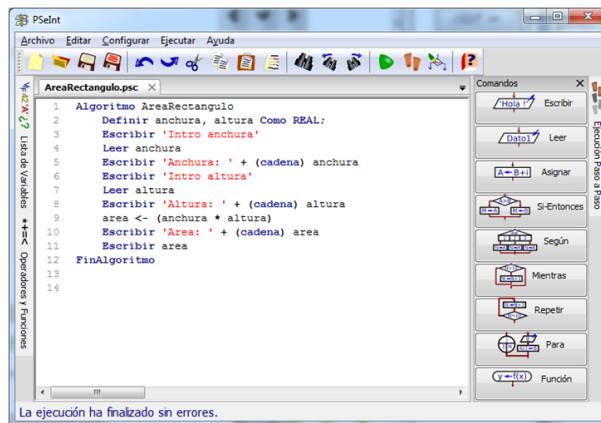 PSeInt
Archivo Editar Configurar Ejecutar Ayuda
AreaRectangulo.psc
1 Algoritmo AreaRectangulo
2 Definir anchura, altura Como REAL;
3 Escribir 'Intro anchura'
4 Leer anchura
5 Escribir 'Anchura: ' + (cadena) anchura
6 Escribir 'Intro altura'
7 Leer altura
8 Escribir 'Altura: ' + (cadena) altura
9 area <- (anchura * altura)
10 Escribir 'Area: ' + (cadena) area
11 Escribir area
12 FinAlgoritmo
13
14
Lista de Variables
*+=< Operadores y Funciones
Comandos
'Hola !' Escribir
Dato1 Leer
A←B+i Asignar
Si-Entonces
Según
Mientras
Repetir
Para
y←f(x) Función
Ejecución Paso a Paso
La ejecución ha finalizado sin errores.